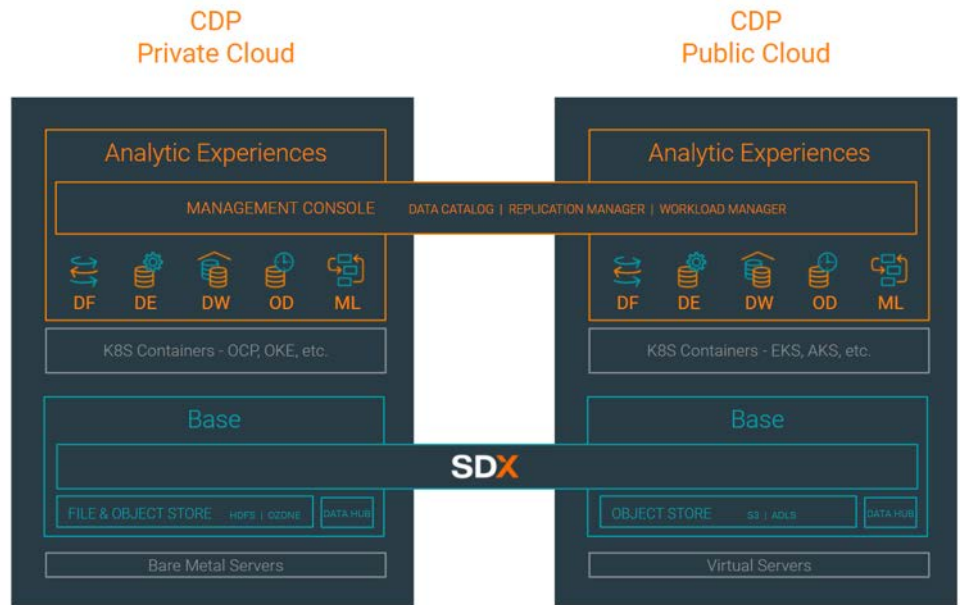 CDP
Private Cloud
CDP
Public Cloud
Analytic Experiences
Analytic Experiences
MANAGEMENT CONSOLE DATA CATALOG | REPLICATION MANAGER | WORKLOAD MANAGER
DF DE DW OD ML
DF DE DW OD ML
K8S Containers - OCP, OKE, etc.
K8S Containers - EKS, AKS, etc.
Base
Base
SDX
FILE & OBJECT STORE HDFS | OZONE DATA HUB
OBJECT STORE S3 | ADLS DATA HUB
Bare Metal Servers
Virtual Servers